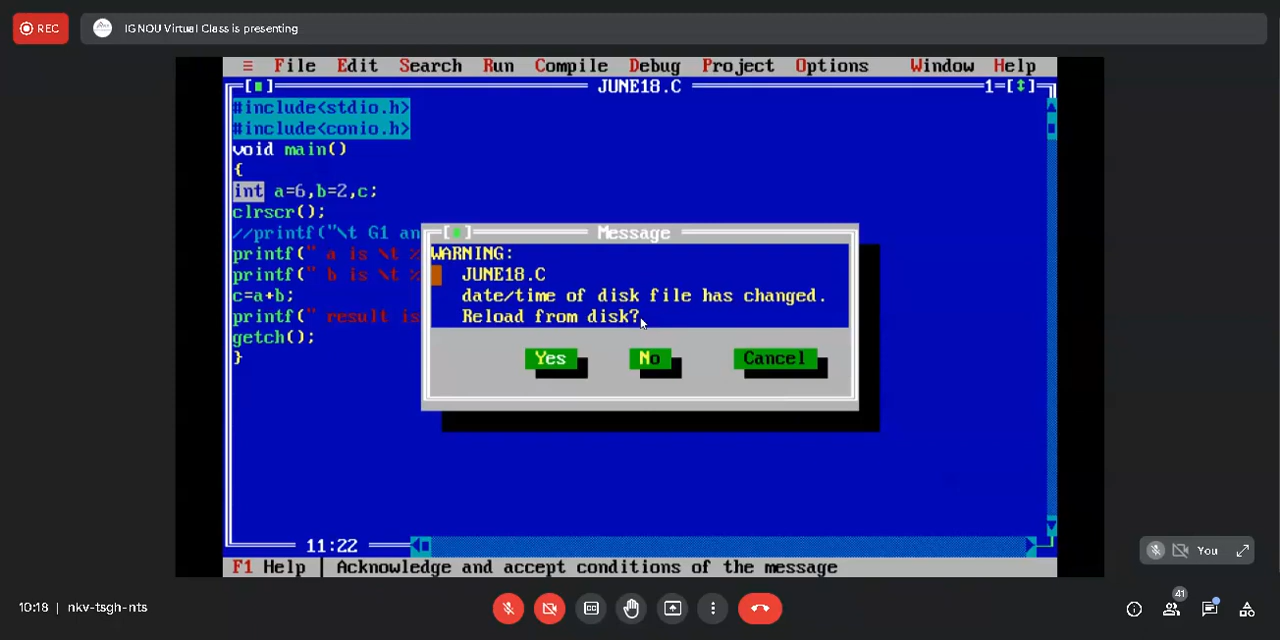 REC
IGNOU Virtual Class is presenting
≡ File Edit Search Run Compile Debug Project Options Window Help
JUNE18.C
1=[↕]
#include<stdio.h>
#include<conio.h>
void main()
{
int a=6,b=2,c;
clrscr();
//printf("\t G1 an
printf(" a is \t
printf(" b is \t
c=a+b;
printf(" result is
getch();
}
Message
WARNING:
JUNE18.C
date/time of disk file has changed.
Reload from disk?
Yes No Cancel
11:22
F1 Help | Acknowledge and accept conditions of the message
You
10:18 | nkv-tsgh-nts
41